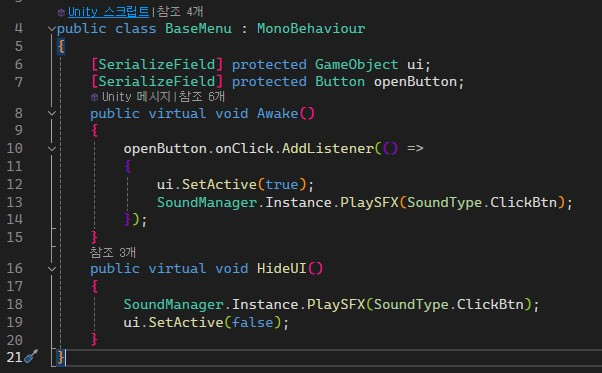 Unity 스크립트|참조 4개
4 public class BaseMenu : MonoBehaviour
5 {
6 [SerializeField] protected GameObject ui;
7 [SerializeField] protected Button openButton;
Unity 메시지|참조 6개
8 public virtual void Awake()
9 {
10 openButton.onClick.AddListener(() =>
11 {
12 ui.SetActive(true);
13 SoundManager.Instance.PlaySFX(SoundType.ClickBtn);
14 });
15 }
참조 3개
16 public virtual void HideUI()
17 {
18 SoundManager.Instance.PlaySFX(SoundType.ClickBtn);
19 ui.SetActive(false);
20 }
21 }